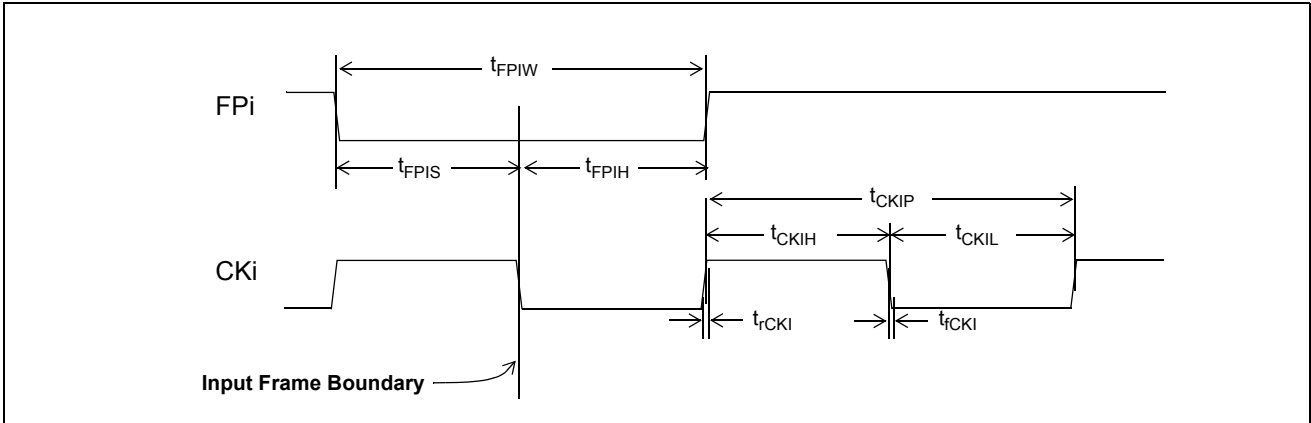 tFPIW
FPi
tFPIS
tFPIH
tCKIP
tCKIH
tCKIL
CKi
trCKI
tfCKI
Input Frame Boundary